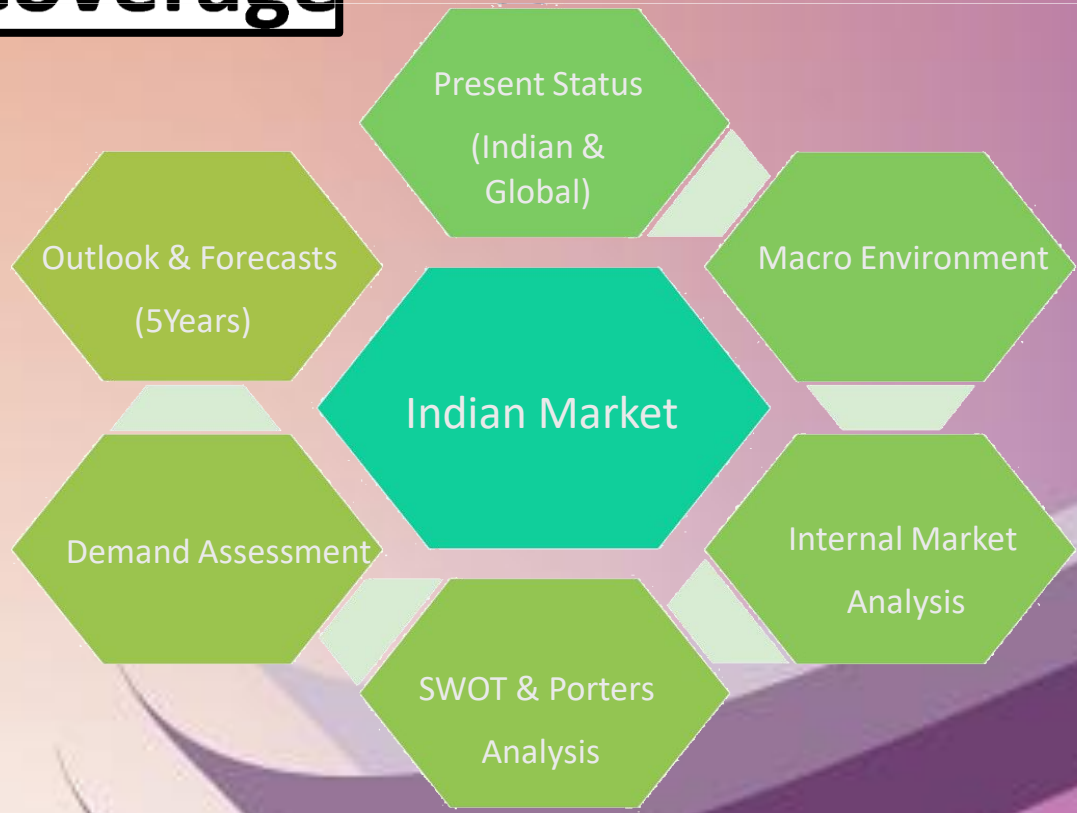 Coverage
Present Status
(Indian &
Global)
Outlook & Forecasts
(5Years)
Macro Environment
Indian Market
Demand Assessment
Internal Market
Analysis
SWOT & Porters
Analysis